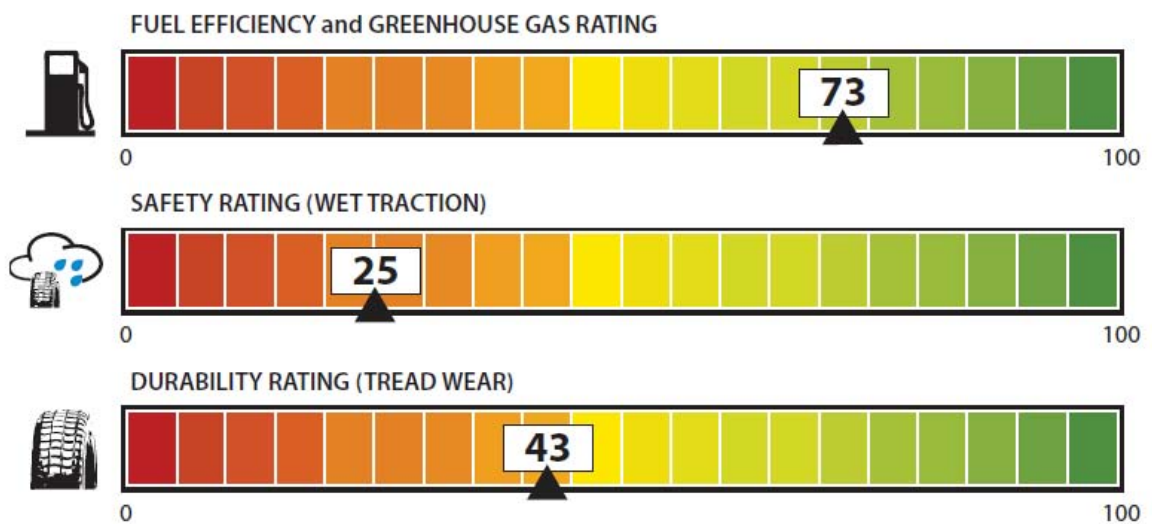 FUEL EFFICIENCY and GREENHOUSE GAS RATING
73
0 100
SAFETY RATING (WET TRACTION)
25
0 100
DURABILITY RATING (TREAD WEAR)
43
0 100